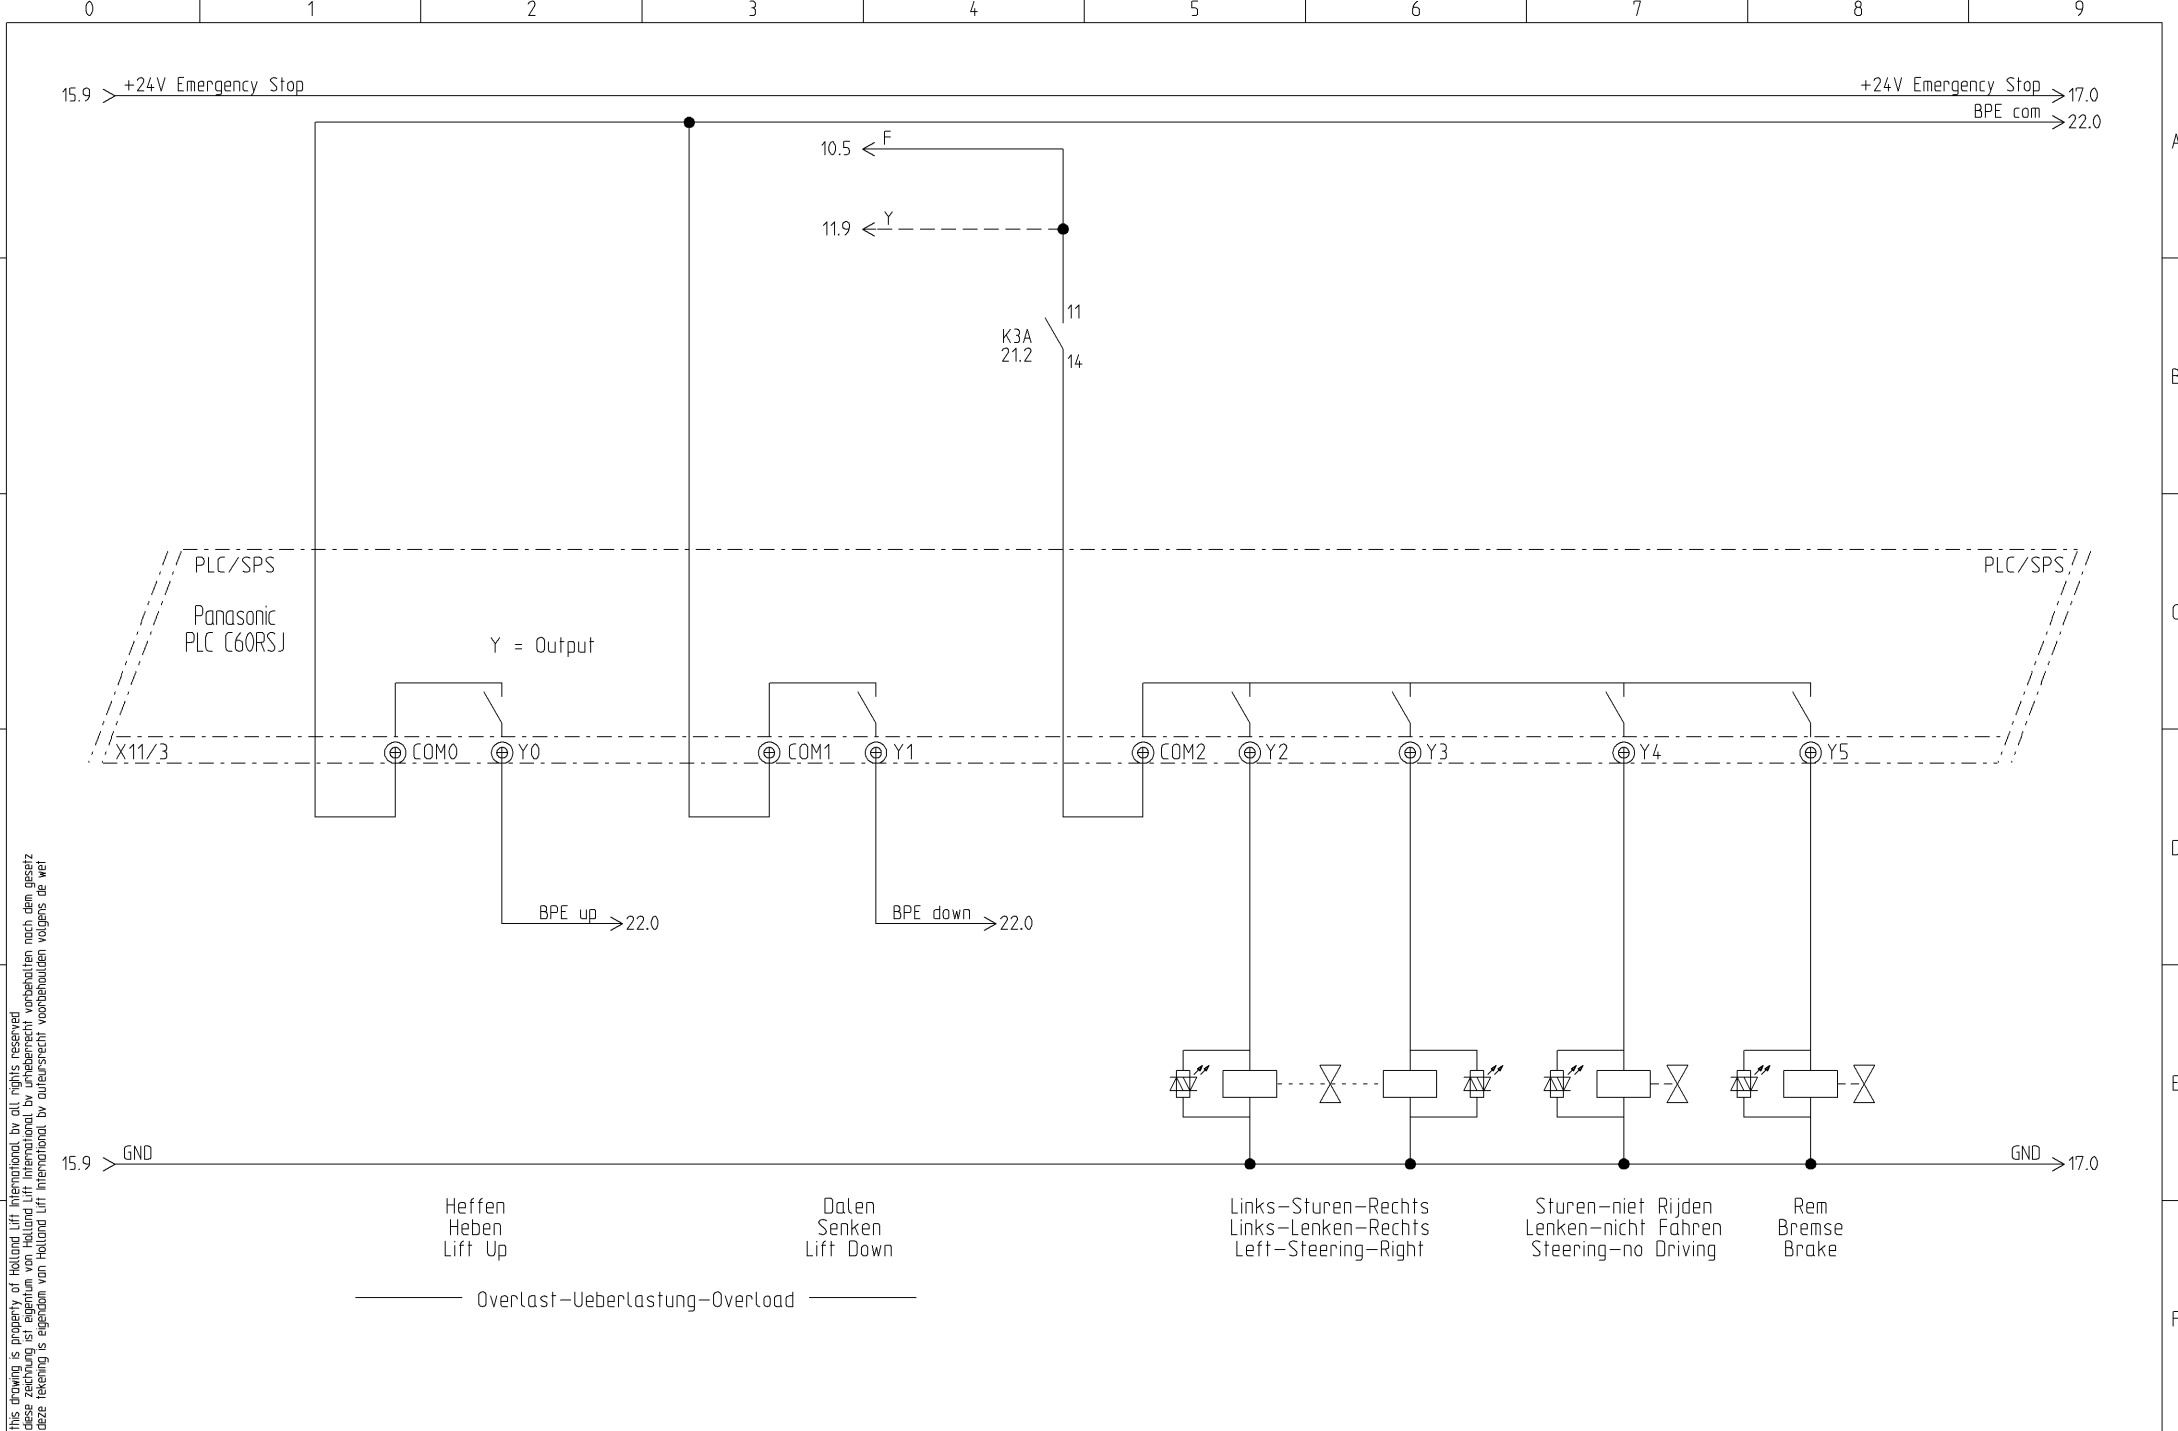 0 1 2 3 4 5 6 7 8 9
15.9 +24V Emergency Stop +24V Emergency Stop 17.0
BPE com 22.0
A
10.5 F
11.9 Y
11
K3A
21.2
14
B
PLC/SPS PLC/SPS
Panasonic
PLC C60RSJ
Y = Output
C
X11/3 COM0 Y0 COM1 Y1 COM2 Y2 Y3 Y4 Y5
D
BPE up 22.0 BPE down 22.0
E
15.9 GND GND 17.0
Heffen
Heben
Lift Up
Dalen
Senken
Lift Down
Links-Sturen-Rechts
Links-Lenken-Rechts
Left-Steering-Right
Sturen-niet Rijden
Lenken-nicht Fahren
Steering-no Driving
Rem
Bremse
Brake
Overlast-Ueberlastung-Overload
F
this drawing is property of Holland Lift International bv all rights reserved
diese zeichnung ist eigentum van Holland Lift International bv urheberrecht vorbehalten nach dem gesetz
deze tekening is eigendom van Holland Lift International bv auteursrecht voorbehoulden volgens de wet